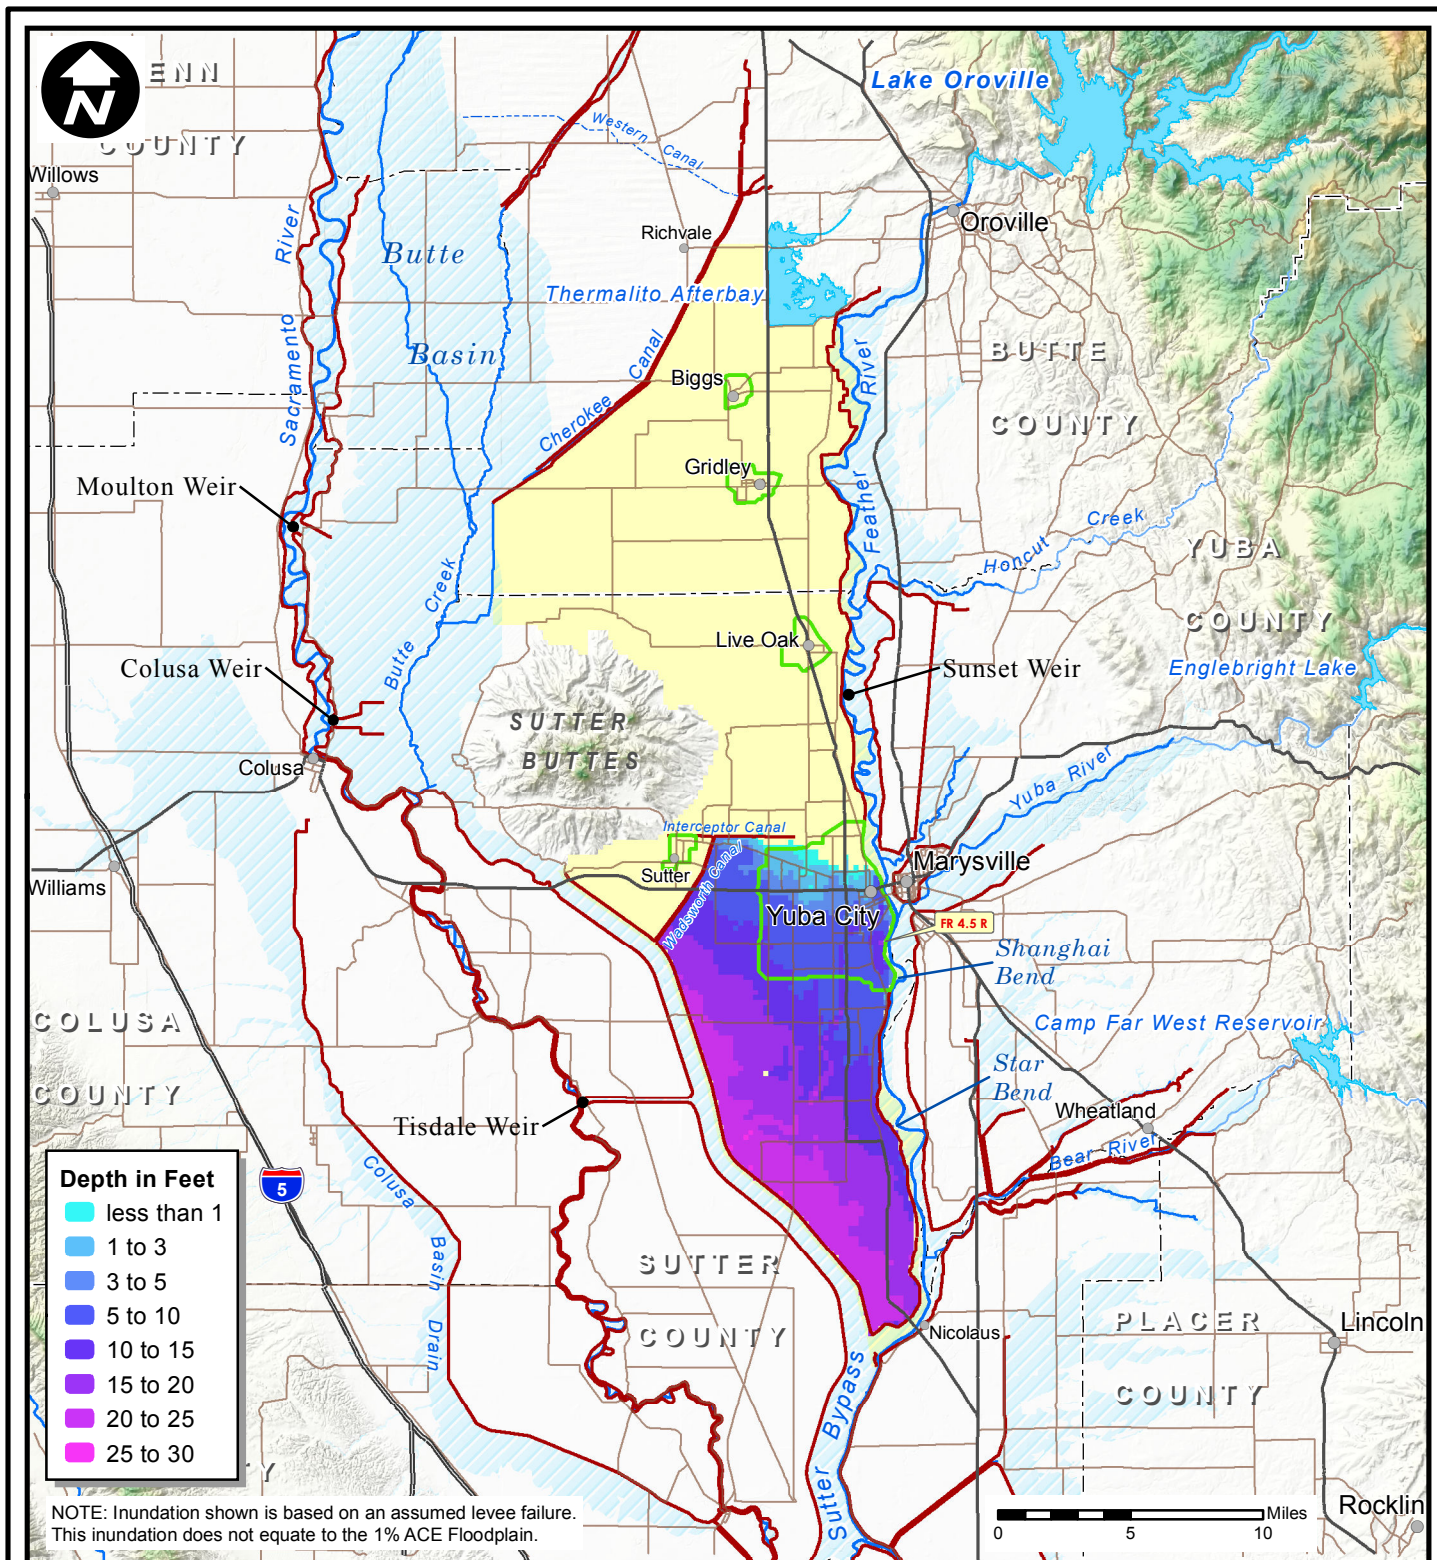 N
ENN
COUNTY
Lake Oroville
Western
Canal
Willows
Richvale
Oroville
River
Butte
Thermalito Afterbay
Sacramento
Basin
Canal
River
BUTTE
COUNTY
Biggs
Cherokee
Gridley
Moulton Weir
Feather
Creek
Honcut
YUBA
COUNTY
Creek
Live Oak
Colusa Weir
Butte
Sunset Weir
Englebright Lake
SUTTER
BUTTES
Colusa
Yuba River
Interceptor Canal
Wadsworth Canal
Sutter
Marysville
Williams
Yuba City
FR 4.5 R
Shanghai
Bend
COLUSA
COUNTY
Camp Far West Reservoir
Star
Bend
Wheatland
Tisdale Weir
Bear River
Colusa
Basin
Drain
Depth in Feet
less than 1
1 to 3
3 to 5
5 to 10
10 to 15
15 to 20
20 to 25
25 to 30
5
SUTTER
COUNTY
PLACER
COUNTY
Nicolaus
Lincoln
Sutter Bypass
Y
NOTE: Inundation shown is based on an assumed levee failure.
This inundation does not equate to the 1% ACE Floodplain.
Miles
0 5 10
Rocklin